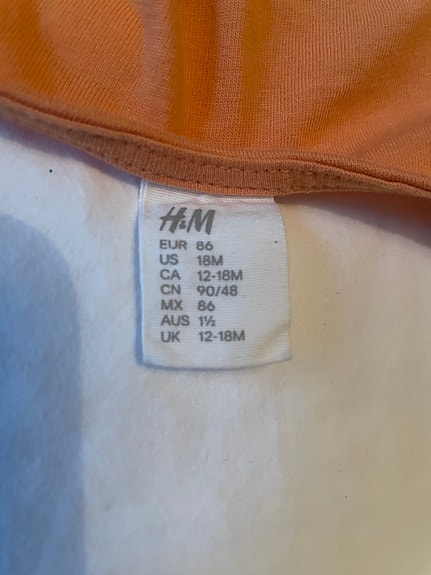 H&M
EUR 86
US 18M
CA 12-18M
CN 90/48
MX 86
AUS 1½
UK 12-18M